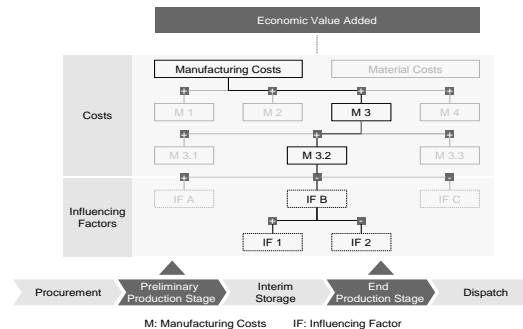 Economic Value Added
Manufacturing Costs
Material Costs
+ + + +
Costs
M 1
M 2
M 3
M 4
+ + +
M 3.1
M 3.2
M 3.3
+ - -
Influencing
Factors
IF A
IF B
IF C
+ -
IF 1
IF 2
Procurement
Preliminary
Production Stage
Interim
Storage
End
Production Stage
Dispatch
M: Manufacturing Costs IF: Influencing Factor